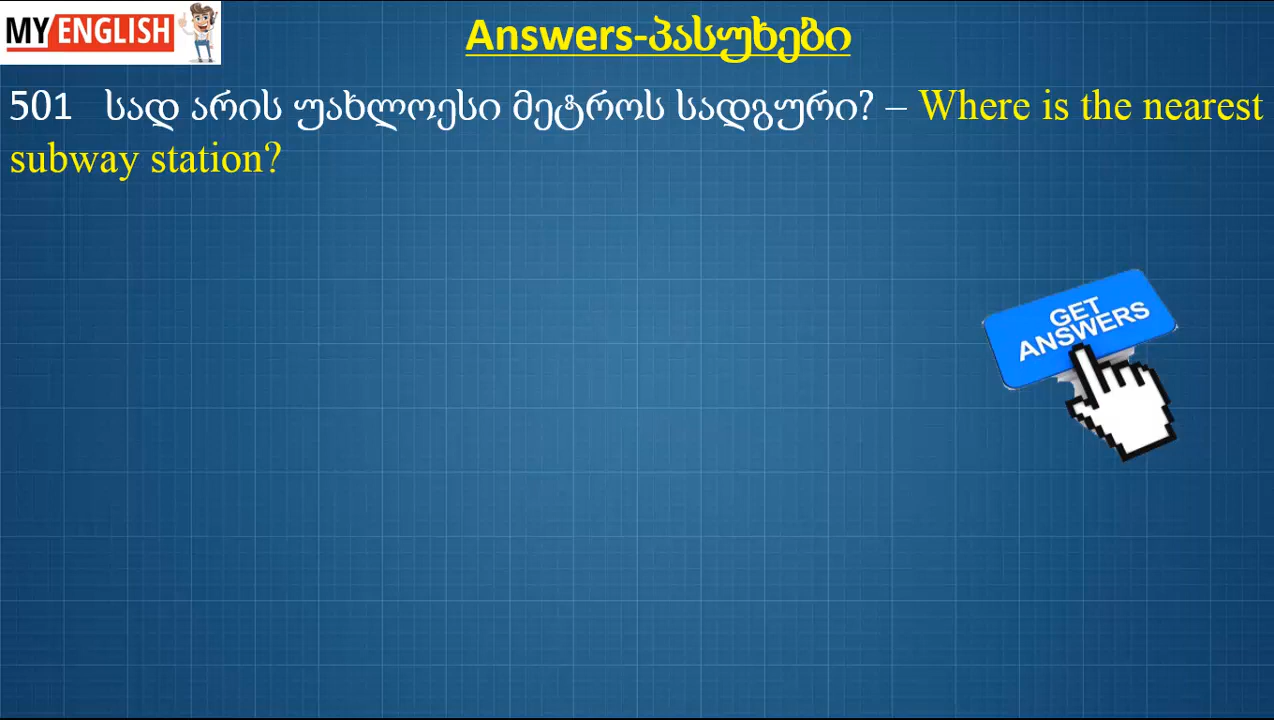 MY ENGLISH
Answers-პასუხები
501 სად არის უახლოესი მეტროს სადგური? – Where is the nearest
subway station?
GET
ANSWERS